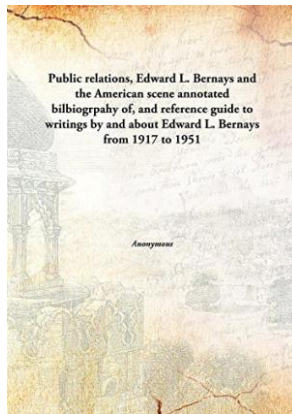 Public relations, Edward L. Bernays and
the American scene annotated
bilbiogrpahy of, and reference guide to
writings by and about Edward L. Bernays
from 1917 to 1951
Anonymous